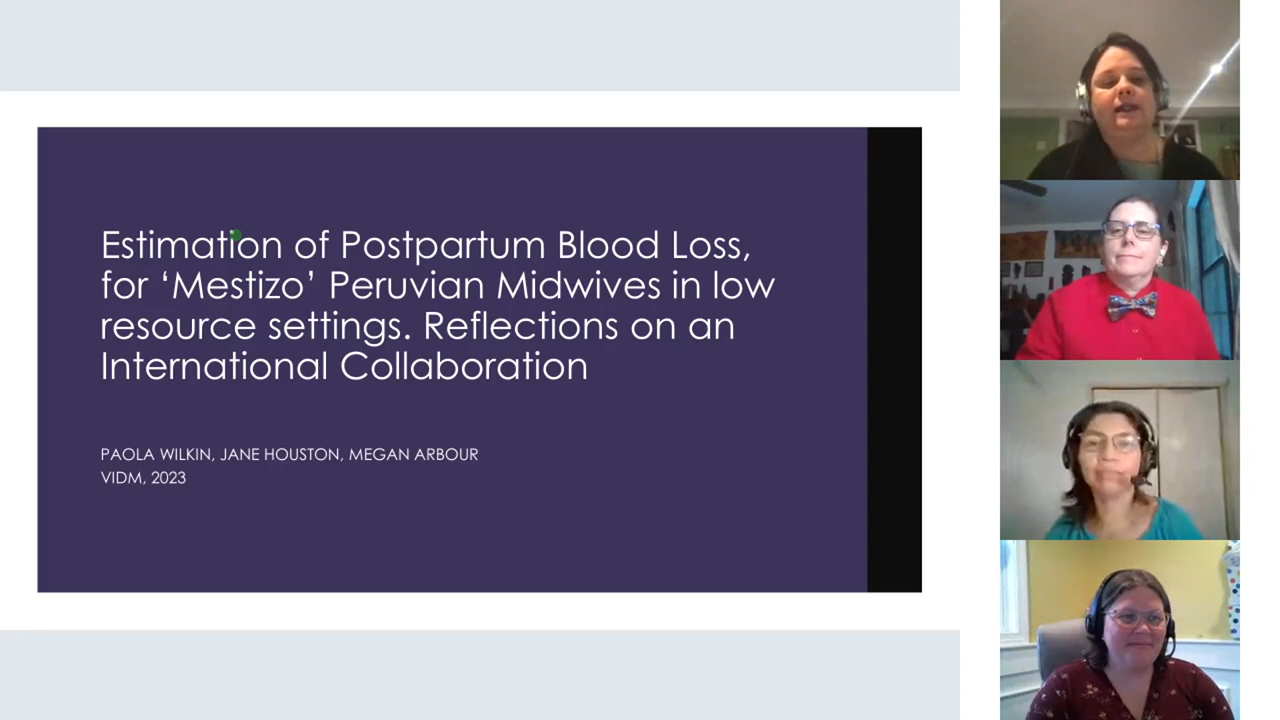 Estimation of Postpartum Blood Loss,
for ‘Mestizo’ Peruvian Midwives in low
resource settings. Reflections on an
International Collaboration
PAOLA WILKIN, JANE HOUSTON, MEGAN ARBOUR
VIDM, 2023